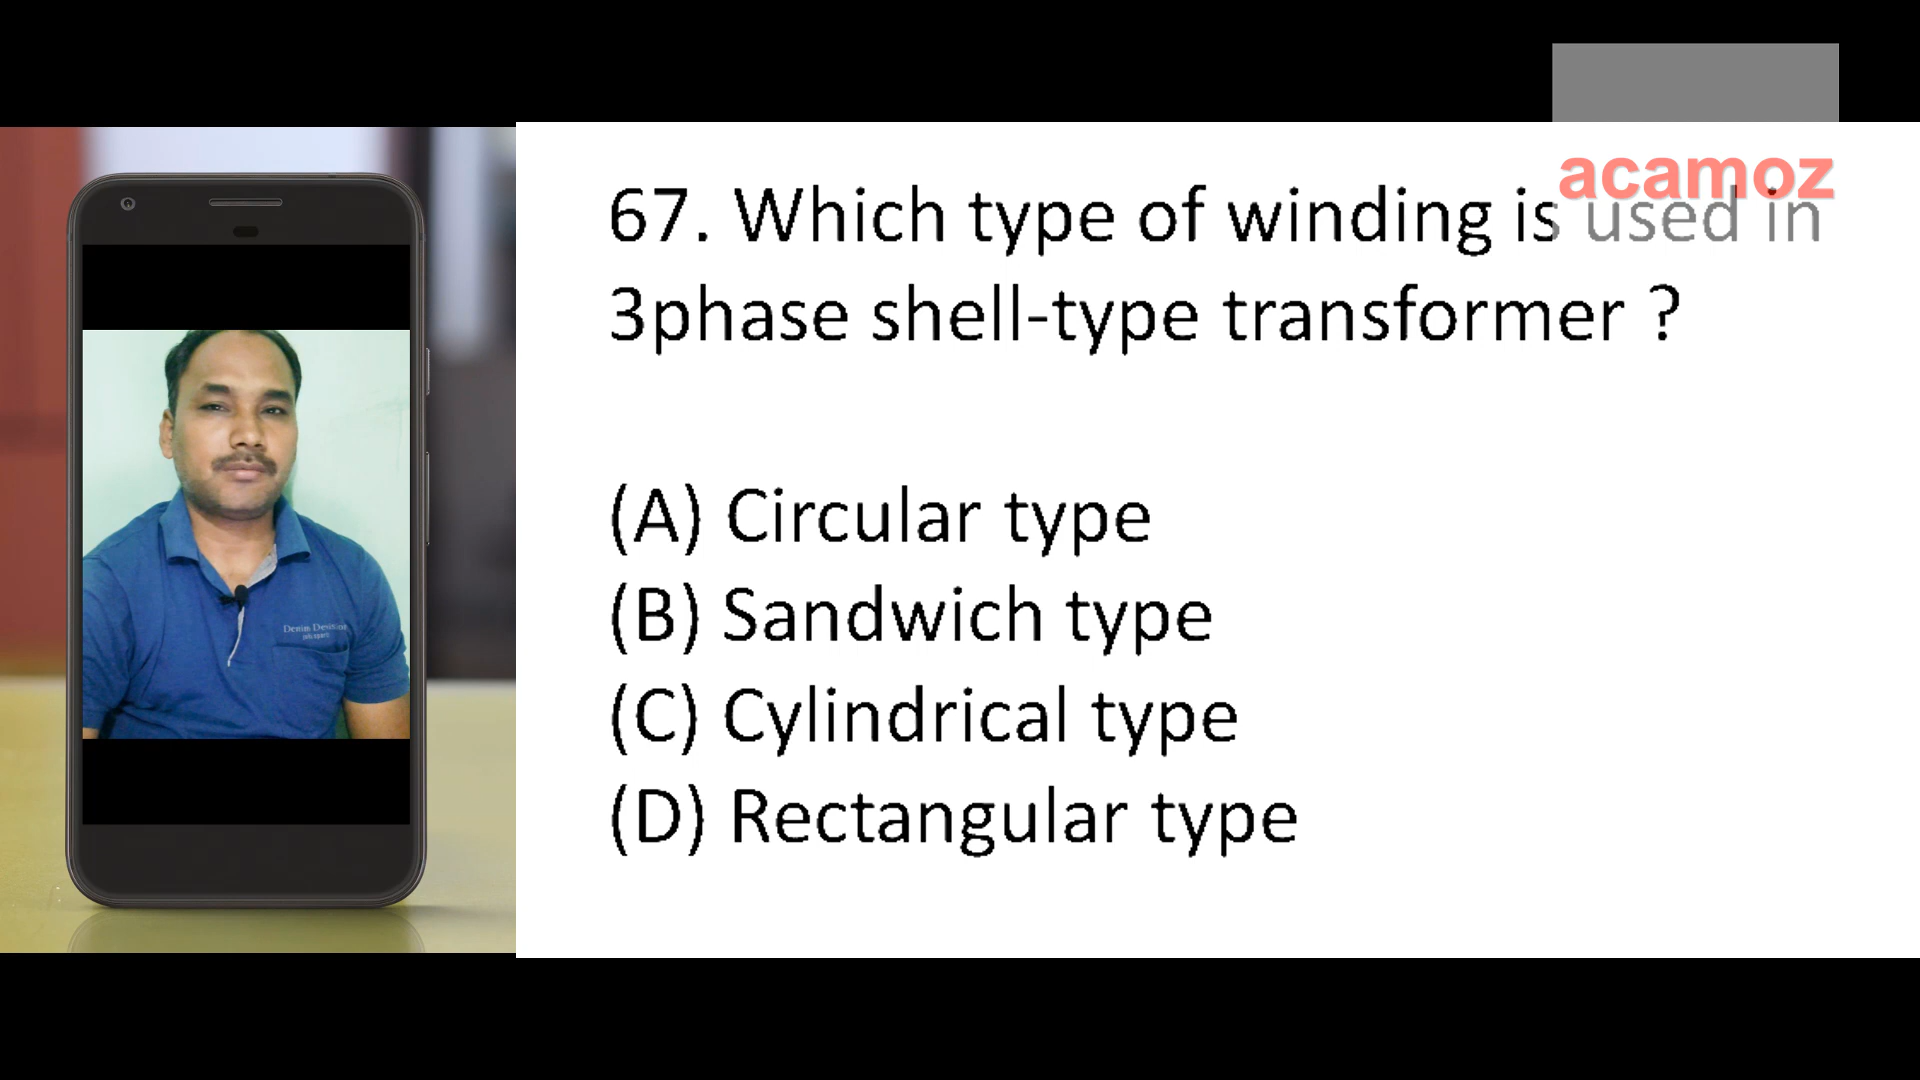 acamoz
67. Which type of winding is used in
3phase shell-type transformer ?
(A) Circular type
(B) Sandwich type
(C) Cylindrical type
(D) Rectangular type